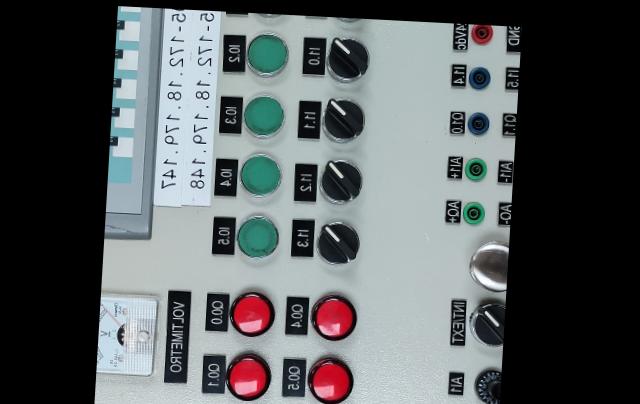 5-172.18.179.147
5-172.18.179.148
I0.2
I1.0
I0.3
I1.1
I0.4
I1.2
I0.5
I1.3
VOLTIMETRO
Q0.0
Q0.4
Q0.1
Q0.5
24Vdc
GND
I1.4
I1.5
Q1.0
Q1.1
AI1+
AI1-
AQ+
AQ-
INT/EXT
AI1
V